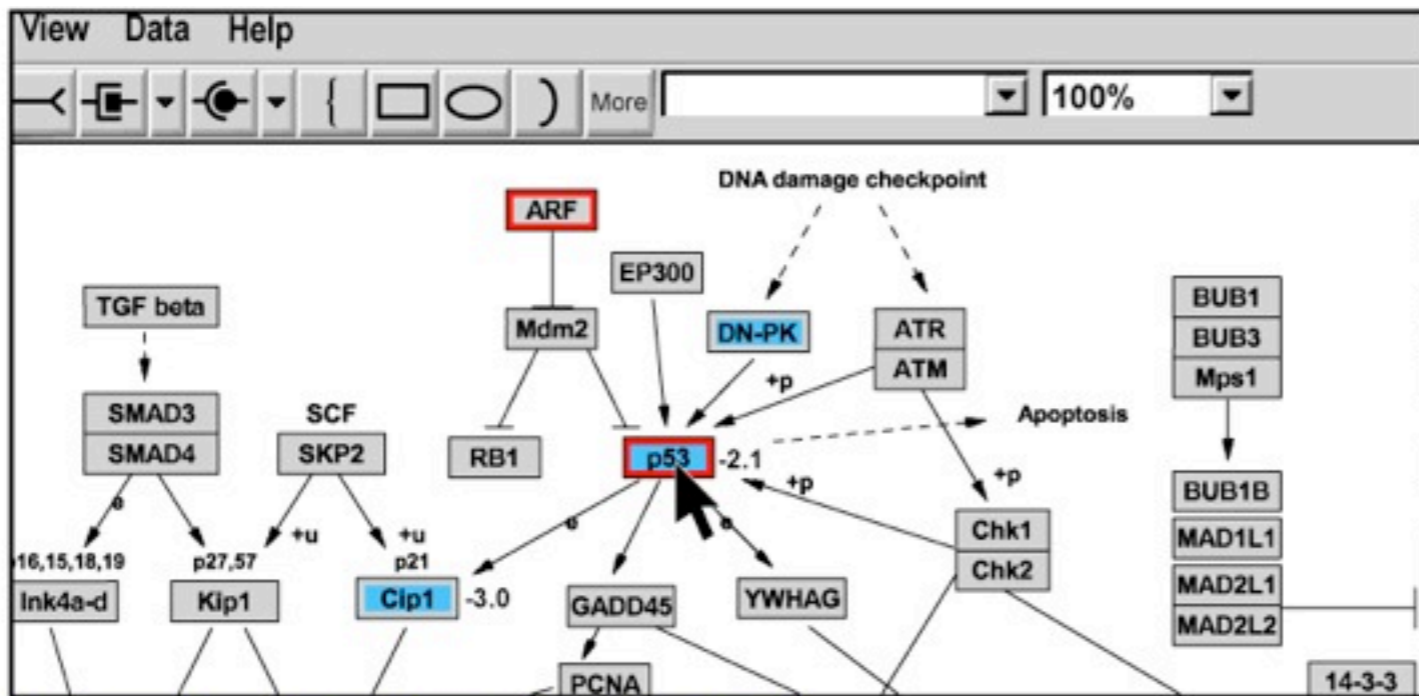 View Data Help
More 100%
DNA damage checkpoint
ARF
EP300
TGF beta
Mdm2
DN-PK
ATR
ATM
BUB1
BUB3
Mps1
SMAD3
SMAD4
SCF
SKP2
RB1
p53 -2.1
+p
Apoptosis
+p
+p
BUB1B
MAD1L1
MAD2L1
MAD2L2
e
+u
+u
e
e
Chk1
Chk2
16,15,18,19
p27,57
p21
Ink4a-d
Kip1
Cip1 -3.0
GADD45
YWHAG
PCNA
14-3-3